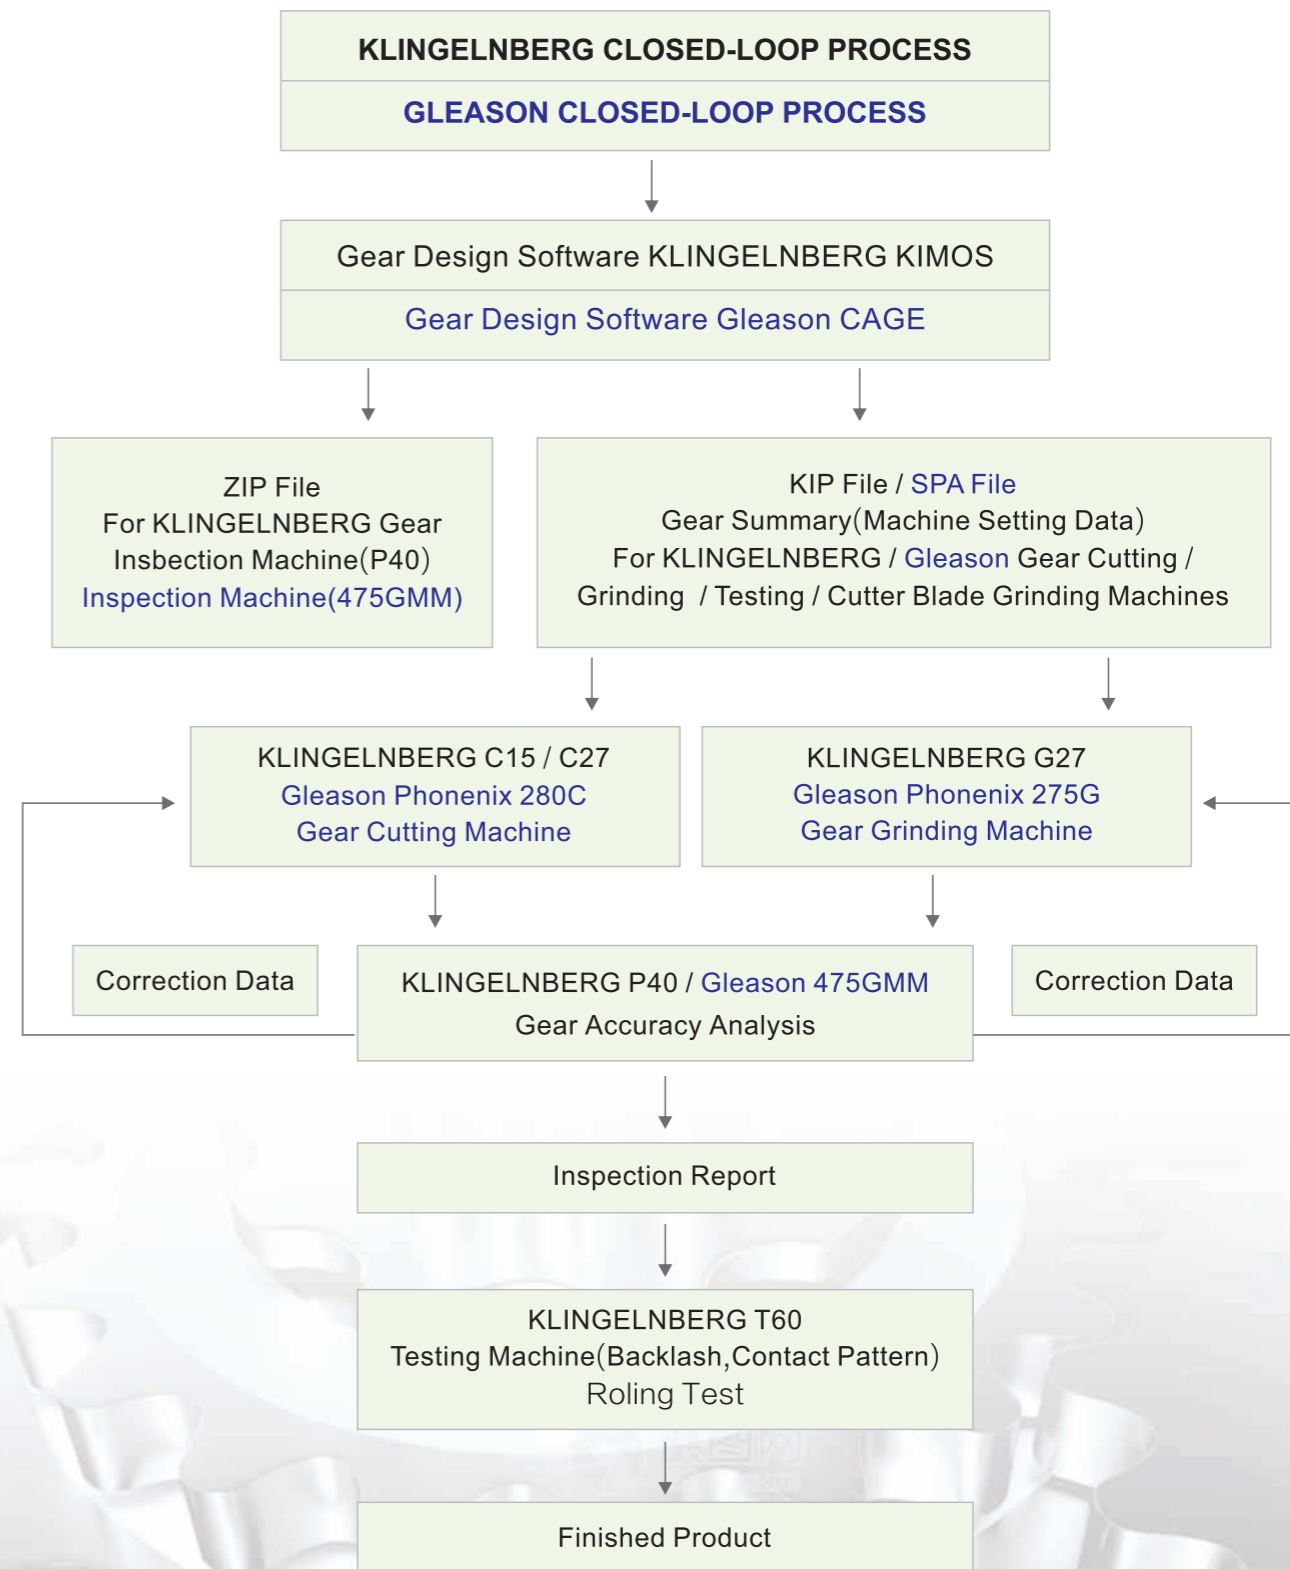 KLINGELNBERG CLOSED-LOOP PROCESS
GLEASON CLOSED-LOOP PROCESS
Gear Design Software KLINGELNBERG KIMOS
Gear Design Software Gleason CAGE
ZIP File
For KLINGELNBERG Gear
Insbection Machine(P40)
Inspection Machine(475GMM)
KIP File / SPA File
Gear Summary(Machine Setting Data)
For KLINGELNBERG / Gleason Gear Cutting /
Grinding / Testing / Cutter Blade Grinding Machines
KLINGELNBERG C15 / C27
Gleason Phonenix 280C
Gear Cutting Machine
KLINGELNBERG G27
Gleason Phonenix 275G
Gear Grinding Machine
Correction Data
KLINGELNBERG P40 / Gleason 475GMM
Gear Accuracy Analysis
Correction Data
Inspection Report
KLINGELNBERG T60
Testing Machine(Backlash,Contact Pattern)
Roling Test
Finished Product